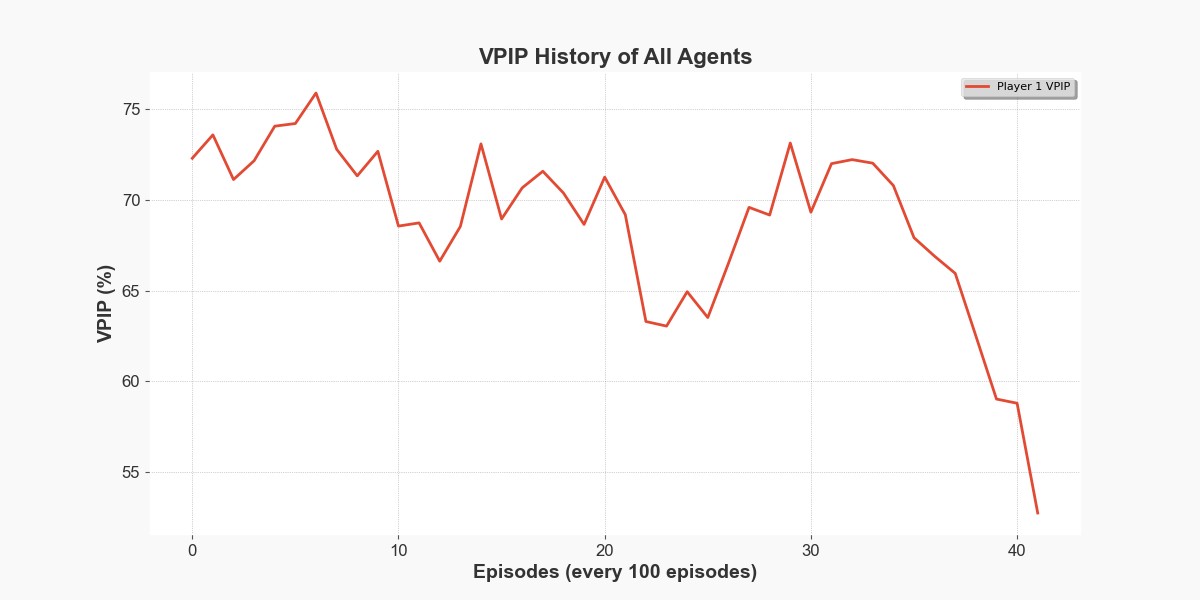 VPIP History of All Agents
Player 1 VPIP
VPIP (%)
75
70
65
60
55
0 10 20 30 40
Episodes (every 100 episodes)